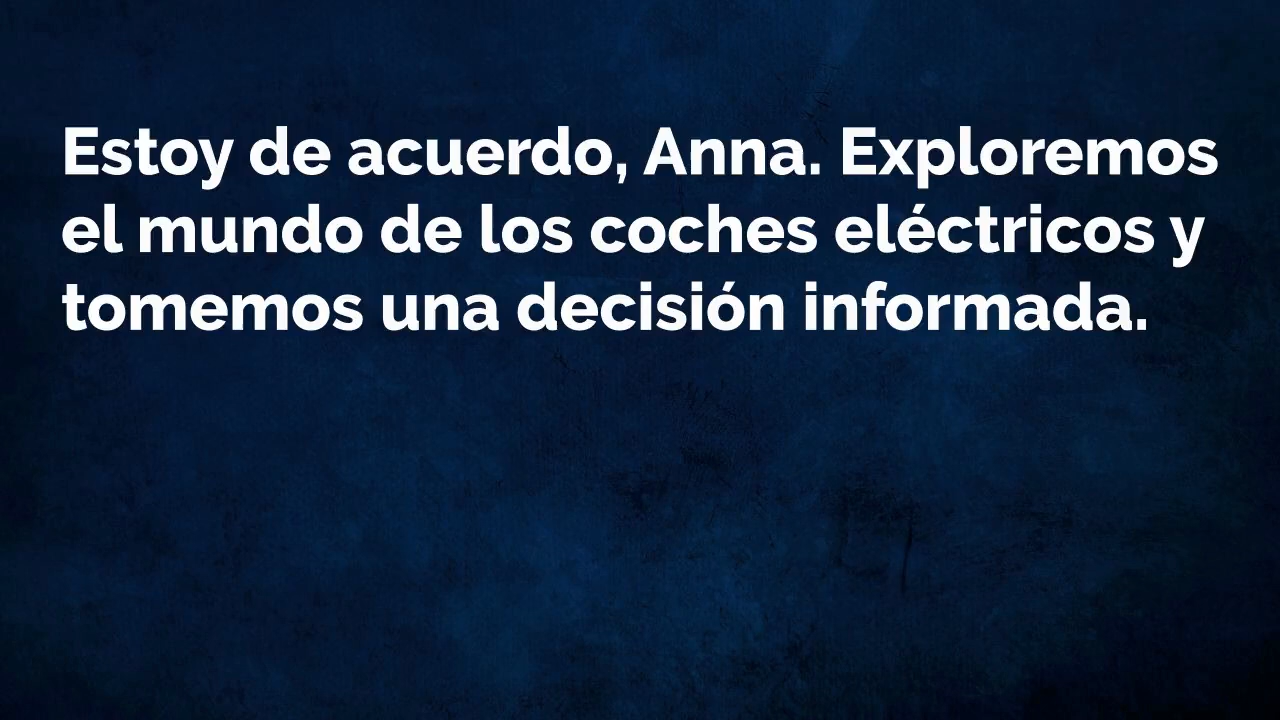 Estoy de acuerdo, Anna. Exploremos
el mundo de los coches eléctricos y
tomemos una decisión informada.